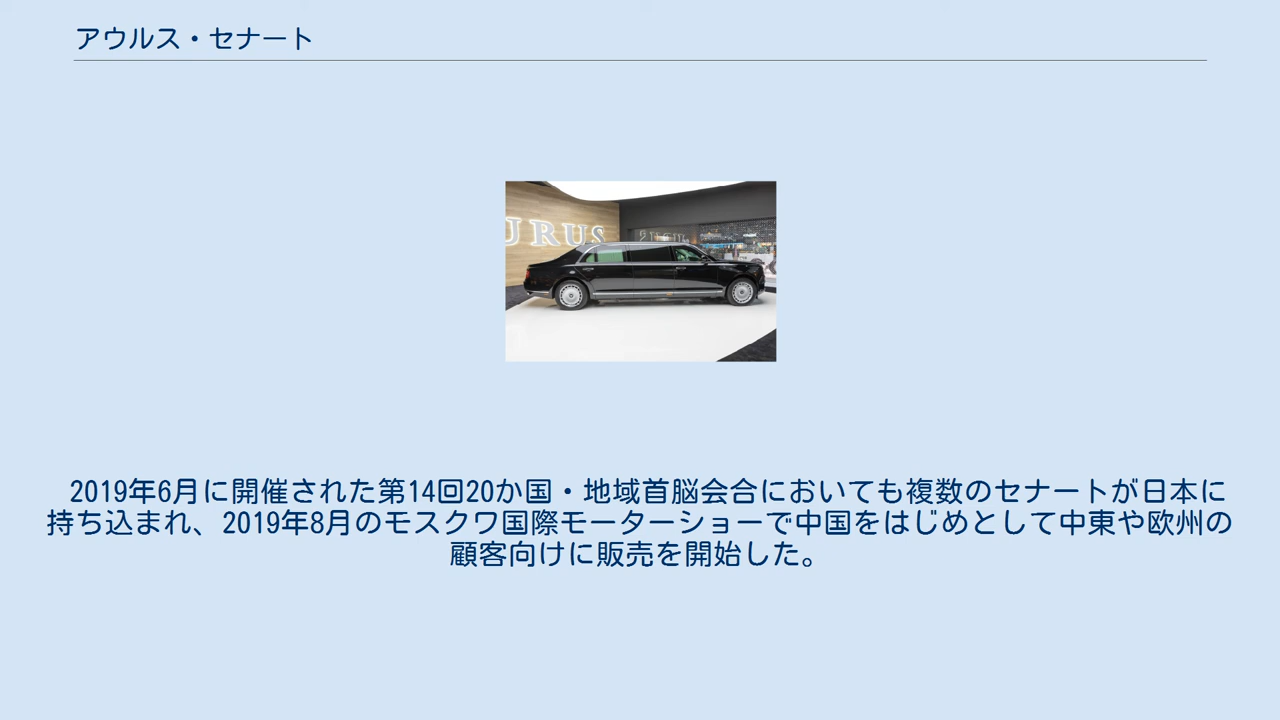 アウルス・セナート
URUS
2019年6月に開催された第14回20か国・地域首脳会合においても複数のセナートが日本に
持ち込まれ、2019年8月のモスクワ国際モーターショーで中国をはじめとして中東や欧州の
顧客向けに販売を開始した。